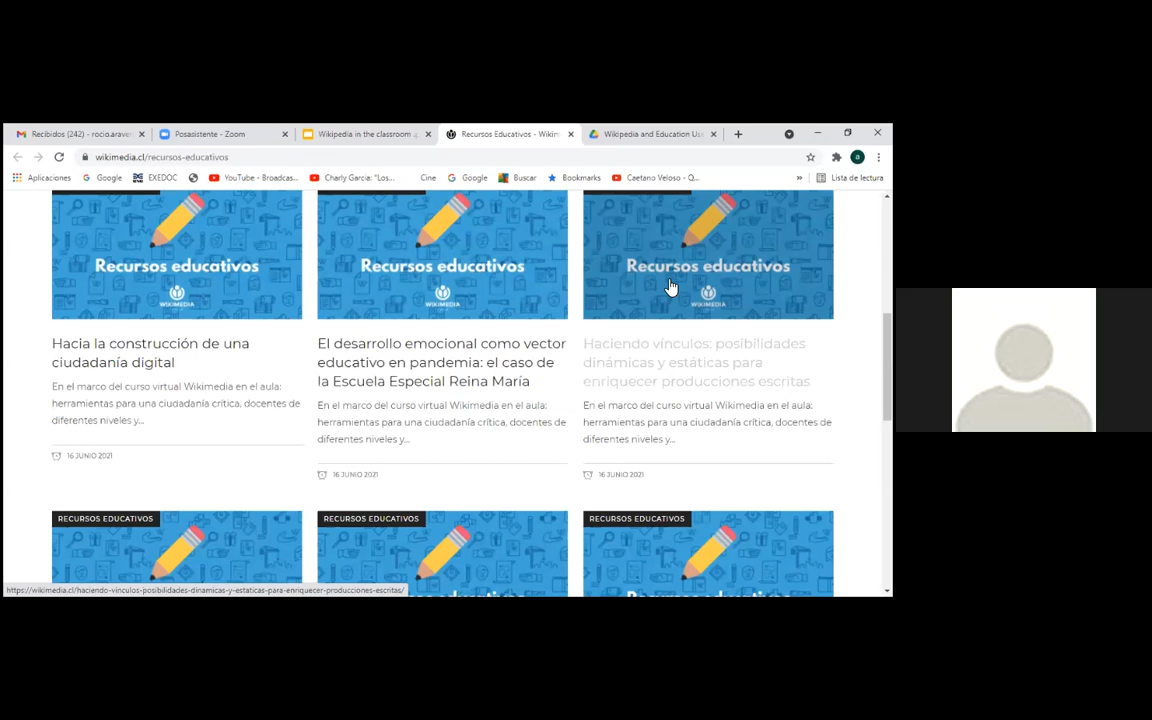 Recibidos (242) - rocio.araver
Posasistente - Zoom
Wikipedia in the classroom
Recursos Educativos - Wikim
Wikipedia and Education Use
wikimedia.cl/recursos-educativos
Aplicaciones
Google
EXEDOC
YouTube - Broadcas...
Charly Garcia: "Los...
Cine
Google
Buscar
Bookmarks
Caetano Veloso - Q...
»
Lista de lectura
Recursos educativos
WIKIMEDIA
Recursos educativos
WIKIMEDIA
Recursos educativos
WIKIMEDIA
Hacia la construcción de una
ciudadanía digital
En el marco del curso virtual Wikimedia en el aula:
herramientas para una ciudadanía crítica, docentes de
diferentes niveles y...
16 JUNIO 2021
El desarrollo emocional como vector
educativo en pandemia: el caso de
la Escuela Especial Reina María
En el marco del curso virtual Wikimedia en el aula:
herramientas para una ciudadanía crítica, docentes de
diferentes niveles y...
16 JUNIO 2021
Haciendo vínculos: posibilidades
dinámicas y estáticas para
enriquecer producciones escritas
En el marco del curso virtual Wikimedia en el aula:
herramientas para una ciudadanía crítica, docentes de
diferentes niveles y...
16 JUNIO 2021
RECURSOS EDUCATIVOS
RECURSOS EDUCATIVOS
RECURSOS EDUCATIVOS
https://wikimedia.cl/haciendo-vinculos-posibilidades-dinamicas-y-estaticas-para-enriquecer-producciones-escritas/